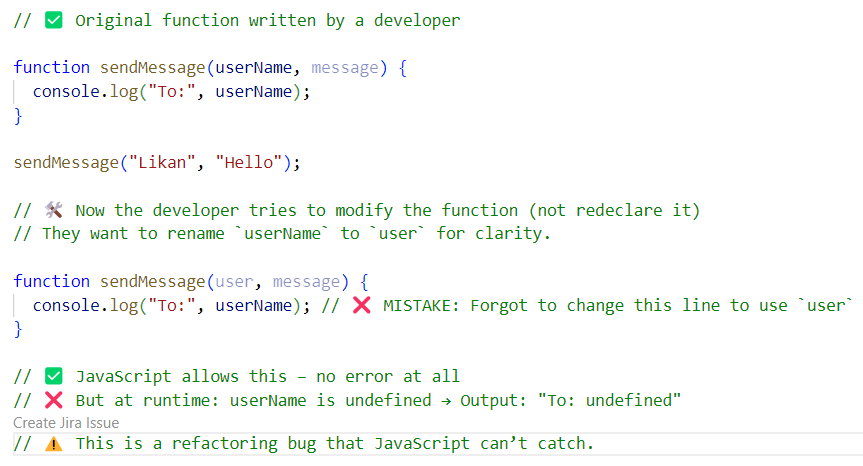 // ✅ Original function written by a developer
function sendMessage(userName, message) {
console.log("To:", userName);
}
sendMessage("Likan", "Hello");
// 🛠️ Now the developer tries to modify the function (not redeclare it)
// They want to rename `userName` to `user` for clarity.
function sendMessage(user, message) {
console.log("To:", userName); // ❌ MISTAKE: Forgot to change this line to use `user`
}
// ✅ JavaScript allows this – no error at all
// ❌ But at runtime: userName is undefined → Output: "To: undefined"
Create Jira Issue
// ⚠️ This is a refactoring bug that JavaScript can’t catch.